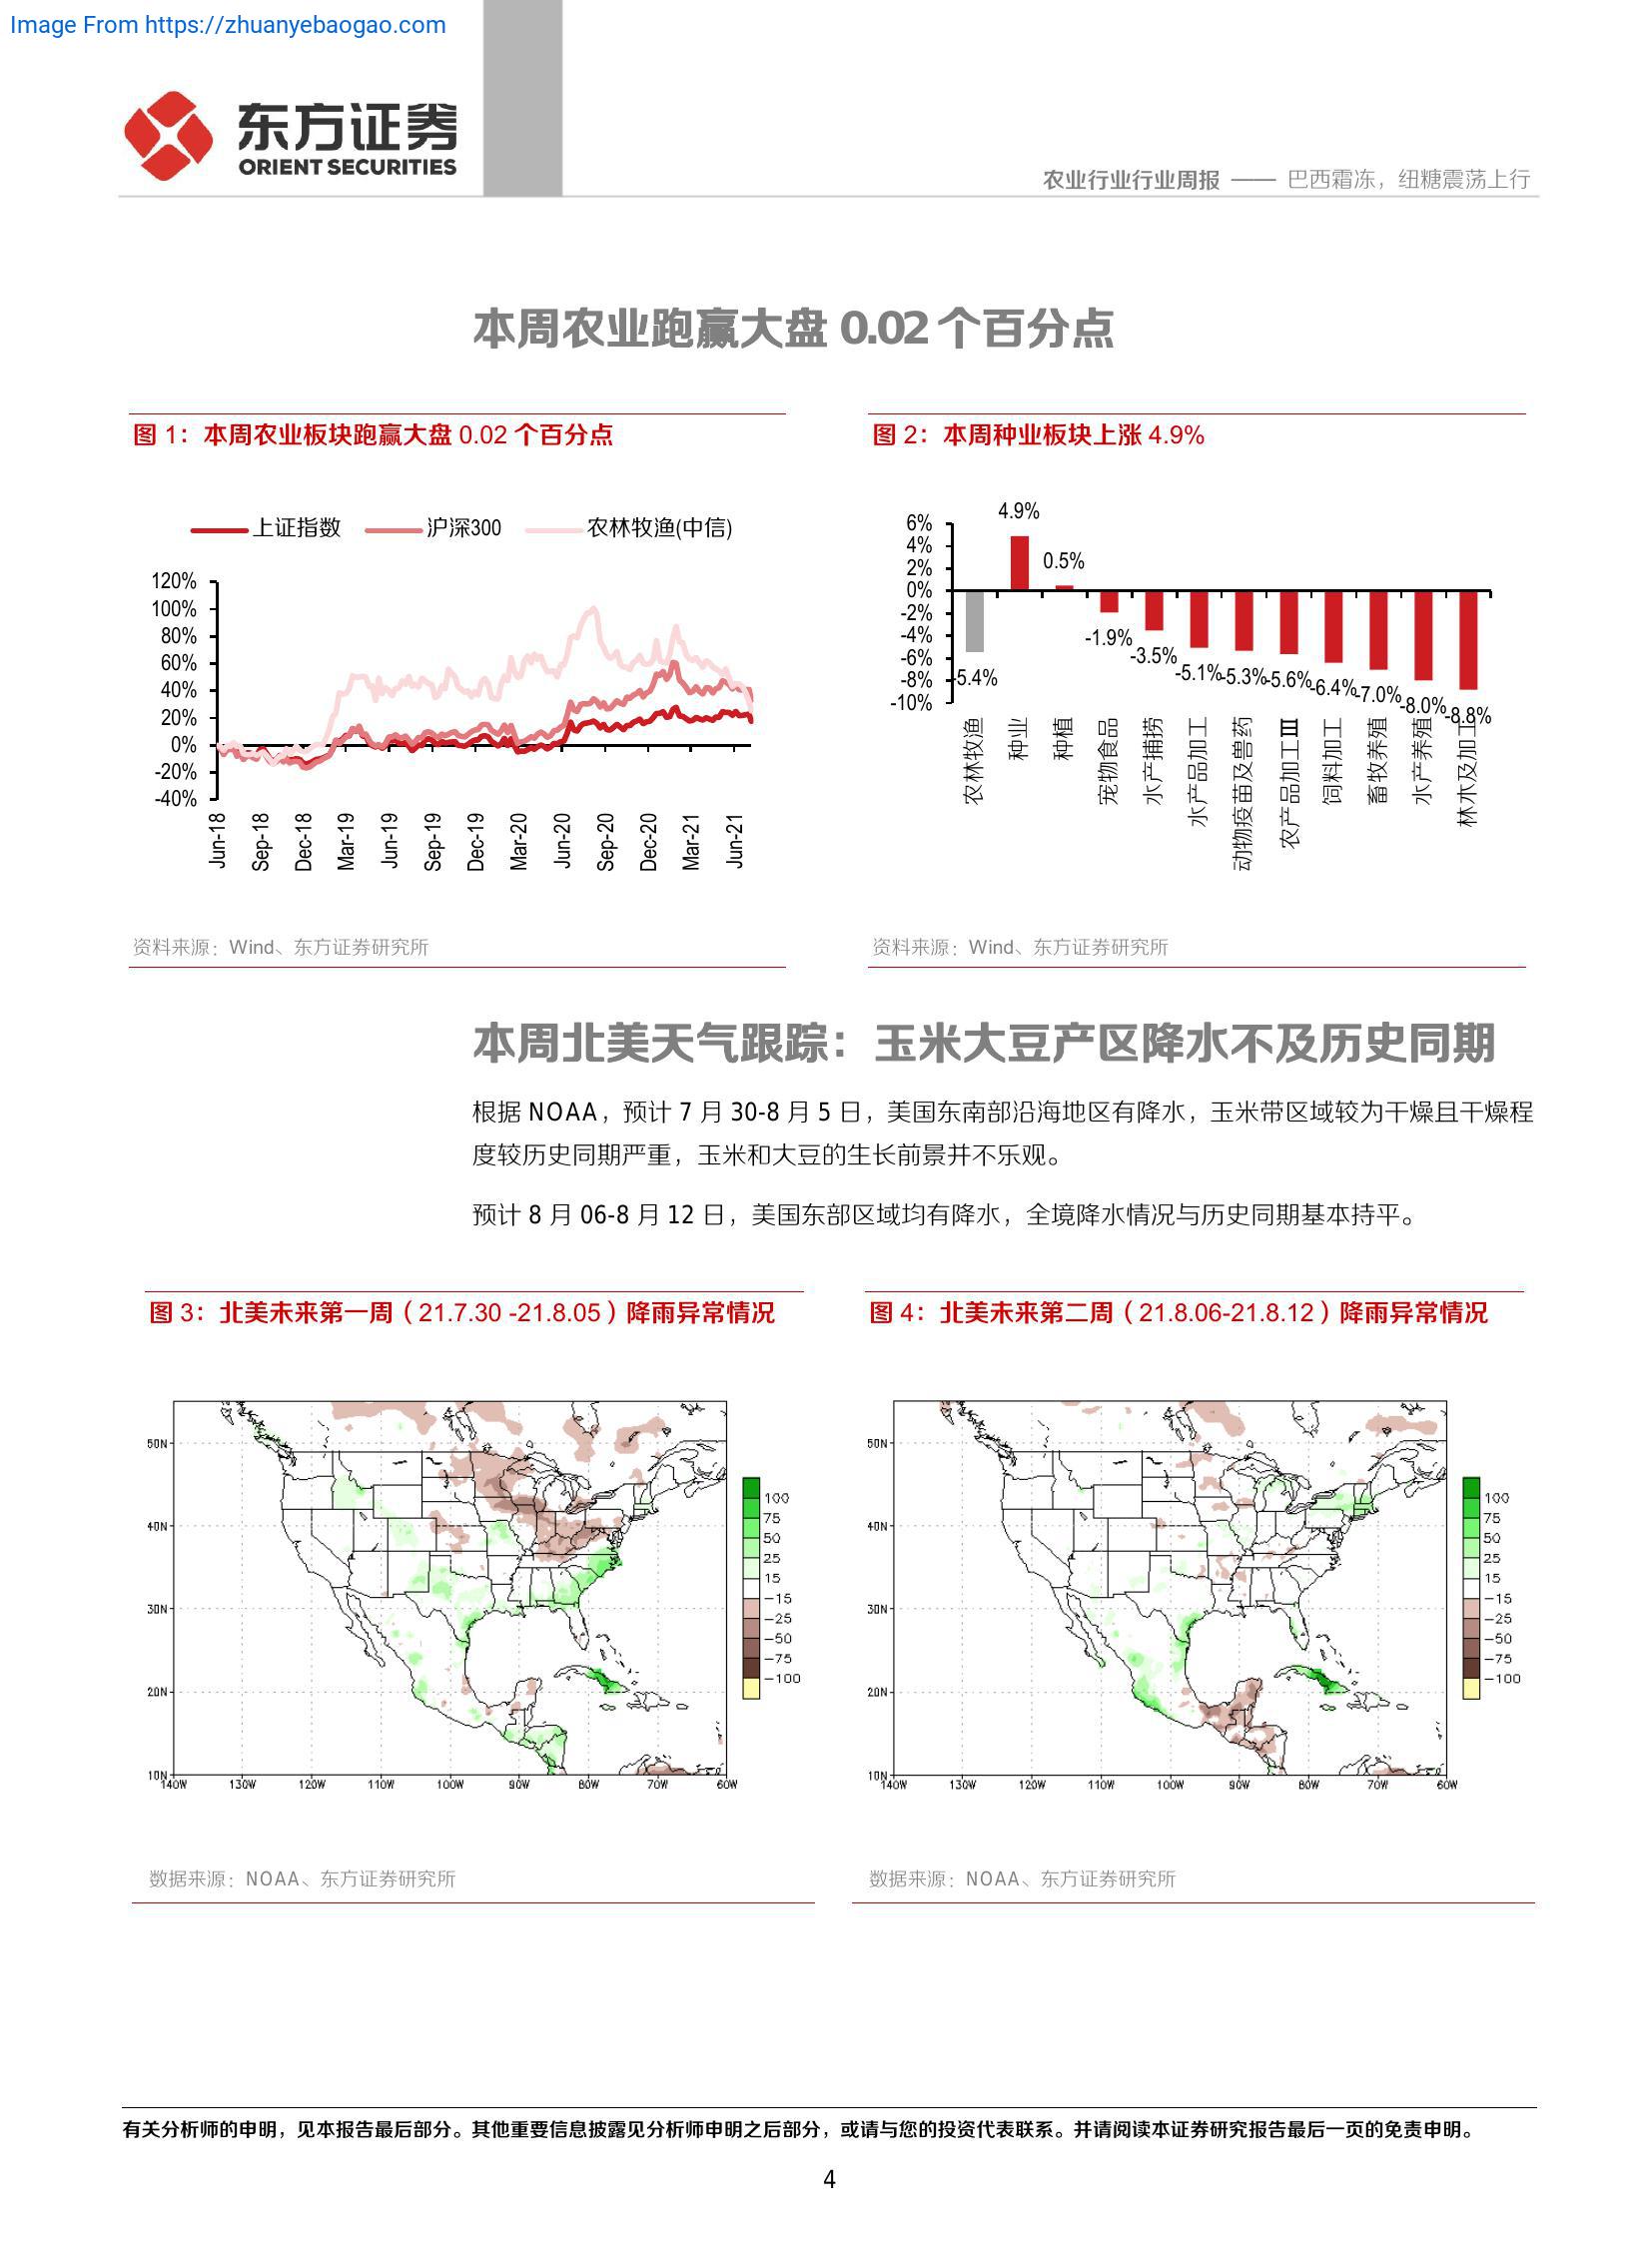 Image From https://zhuanyebaogao.com
东方证券
ORIENT SECURITIES
农业行业行业周报 —— 巴西霜冻，纽糖震荡上行
本周农业跑赢大盘 0.02 个百分点
图 1：本周农业板块跑赢大盘 0.02 个百分点
上证指数 沪深300 农林牧渔(中信)
120%
100%
80%
60%
40%
20%
0%
-20%
-40%
Jun-18 Sep-18 Dec-18 Mar-19 Jun-19 Sep-19 Dec-19 Mar-20 Jun-20 Sep-20 Dec-20 Mar-21 Jun-21
资料来源：Wind、东方证券研究所
图 2：本周种业板块上涨 4.9%
6%
4%
2%
0%
-2%
-4%
-6%
-8%
-10%
-5.4% 4.9% 0.5% -1.9% -3.5% -5.1% -5.3% -5.6% -6.4% -7.0% -8.0% -8.8%
农林牧渔 种业 种植 宠物食品 水产捕捞 水产品加工 动物疫苗及兽药 农产品加工Ⅲ 饲料加工 畜牧养殖 水产养殖 林木及加工
资料来源：Wind、东方证券研究所
本周北美天气跟踪：玉米大豆产区降水不及历史同期
根据 NOAA，预计 7 月 30-8 月 5 日，美国东南部沿海地区有降水，玉米带区域较为干燥且干燥程
度较历史同期严重，玉米和大豆的生长前景并不乐观。
预计 8 月 06-8 月 12 日，美国东部区域均有降水，全境降水情况与历史同期基本持平。
图 3：北美未来第一周（21.7.30 -21.8.05）降雨异常情况
50N
40N
30N
20N
10N
140W 130W 120W 110W 100W 90W 80W 70W 60W
100
75
50
25
15
-15
-25
-50
-75
-100
数据来源：NOAA、东方证券研究所
图 4：北美未来第二周（21.8.06-21.8.12）降雨异常情况
50N
40N
30N
20N
10N
140W 130W 120W 110W 100W 90W 80W 70W 60W
100
75
50
25
15
-15
-25
-50
-75
-100
数据来源：NOAA、东方证券研究所
有关分析师的申明，见本报告最后部分。其他重要信息披露见分析师申明之后部分，或请与您的投资代表联系。并请阅读本证券研究报告最后一页的免责申明。
4